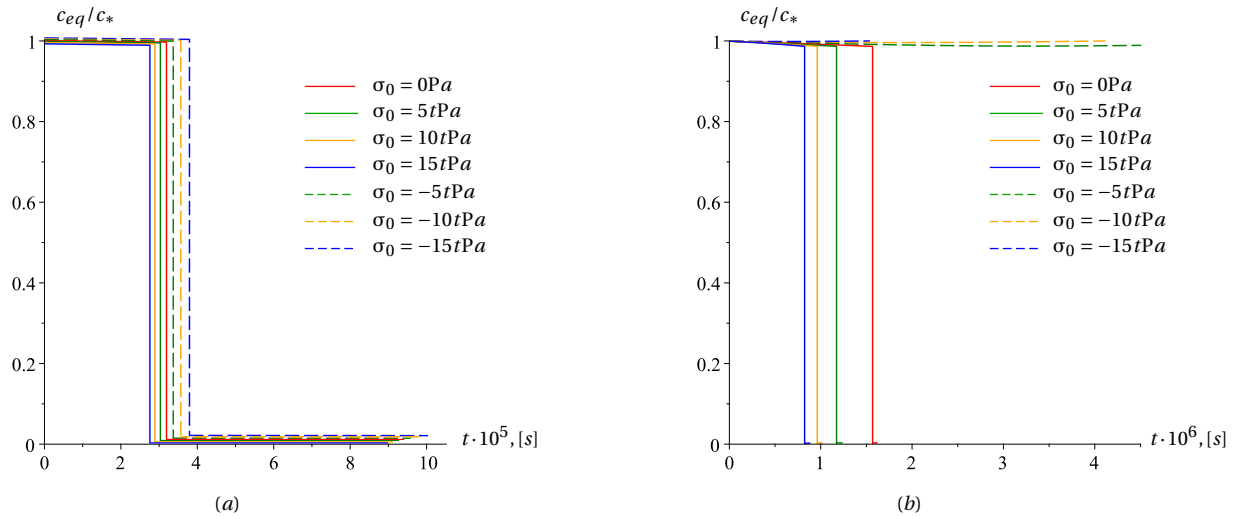 c_{eq}/c_*
1
0.8
0.6
0.4
0.2
0
0 2 4 6 8 10
t·10^5, [s]
σ_0 = 0Pa
σ_0 = 5tPa
σ_0 = 10tPa
σ_0 = 15tPa
σ_0 = −5tPa
σ_0 = −10tPa
σ_0 = −15tPa
(a)
c_{eq}/c_*
1
0.8
0.6
0.4
0.2
0
0 1 2 3 4
t·10^6, [s]
σ_0 = 0Pa
σ_0 = 5tPa
σ_0 = 10tPa
σ_0 = 15tPa
σ_0 = −5tPa
σ_0 = −10tPa
σ_0 = −15tPa
(b)